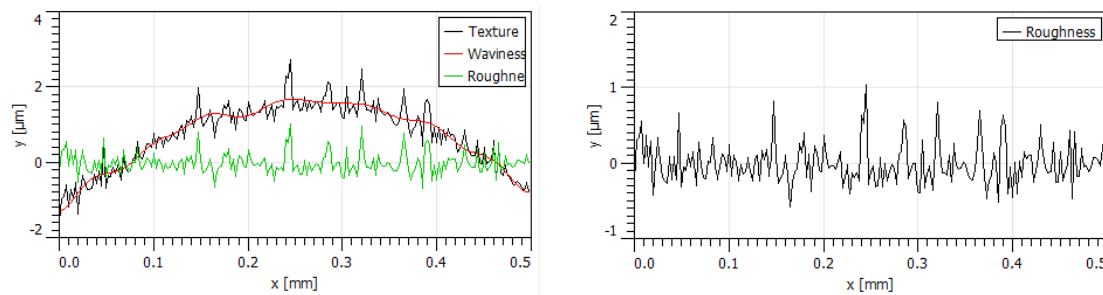 4
2
0
-2
y [µm]
0.0 0.1 0.2 0.3 0.4 0.5
x [mm]
Texture
Waviness
Roughne
2
1
0
-1
y [µm]
0.0 0.1 0.2 0.3 0.4 0.5
x [mm]
Roughness